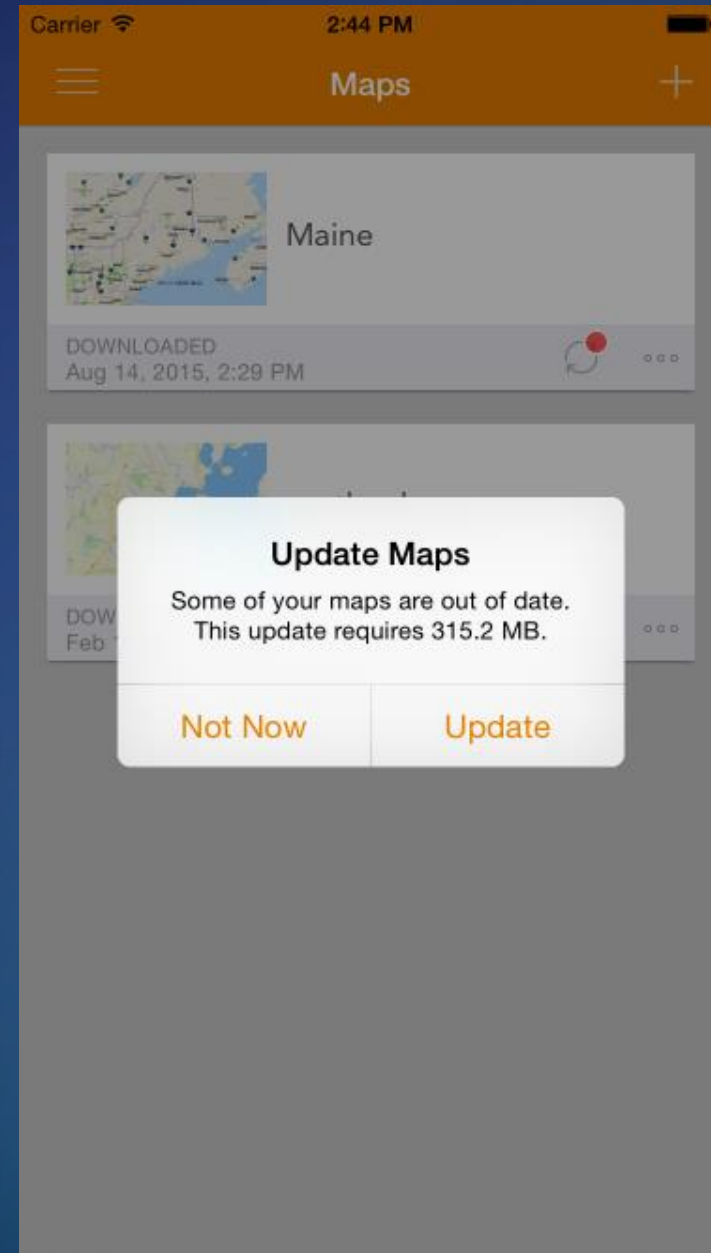 Carrier
2:44 PM
Maps
Maine
DOWNLOADED
Aug 14, 2015, 2:29 PM
Update Maps
Some of your maps are out of date.
This update requires 315.2 MB.
DOW
Feb
Not Now
Update